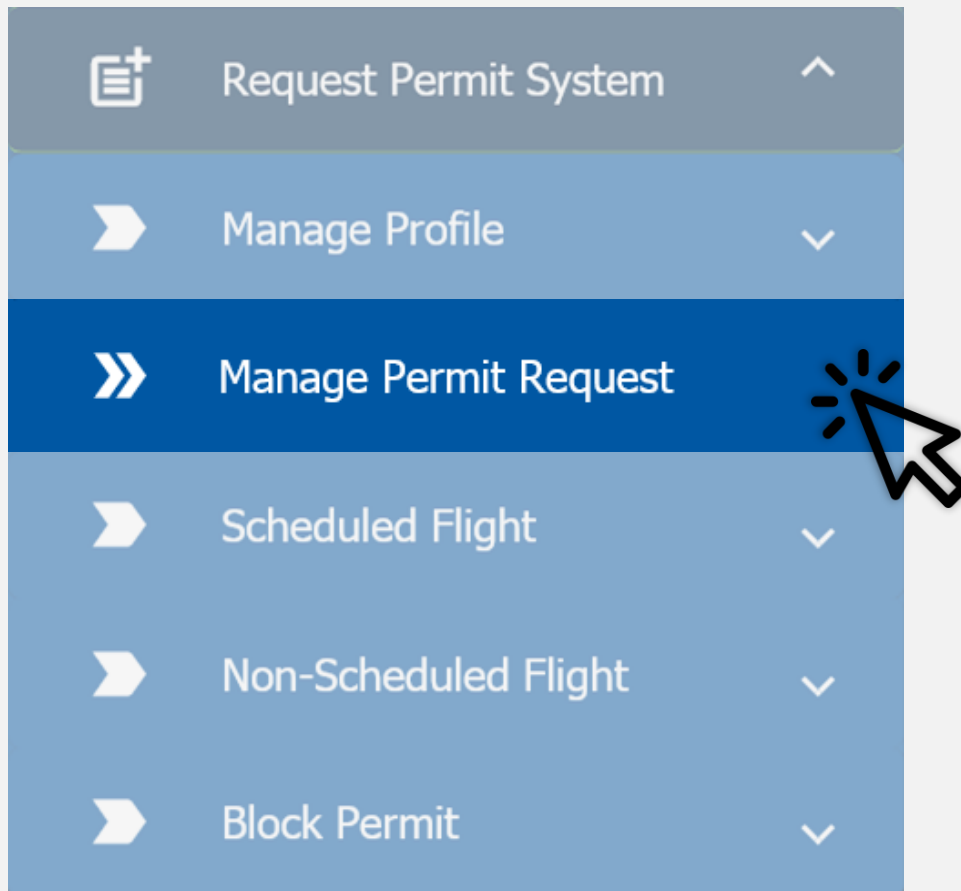 Request Permit System
Manage Profile
Manage Permit Request
Scheduled Flight
Non-Scheduled Flight
Block Permit